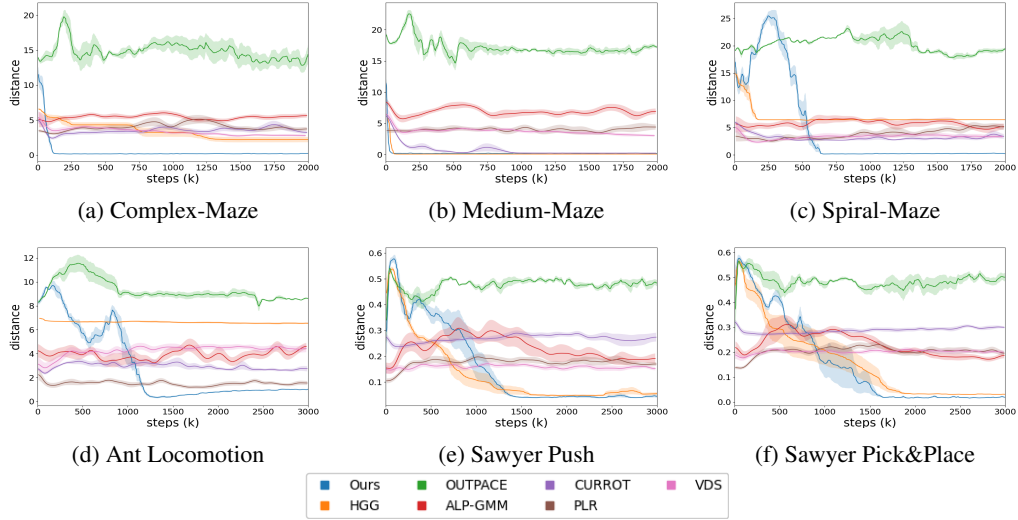 distance
20
15
10
5
0
0 250 500 750 1000 1250 1500 1750 2000
steps (k)
(a) Complex-Maze
distance
20
15
10
5
0
0 250 500 750 1000 1250 1500 1750 2000
steps (k)
(b) Medium-Maze
distance
25
20
15
10
5
0
0 250 500 750 1000 1250 1500 1750 2000
steps (k)
(c) Spiral-Maze
distance
12
10
8
6
4
2
0
0 500 1000 1500 2000 2500 3000
steps (k)
(d) Ant Locomotion
distance
0.6
0.5
0.4
0.3
0.2
0.1
0 500 1000 1500 2000 2500 3000
steps (k)
(e) Sawyer Push
distance
0.6
0.5
0.4
0.3
0.2
0.1
0.0
0 500 1000 1500 2000 2500 3000
steps (k)
(f) Sawyer Pick&Place
Ours OUTPACE CURROT VDS
HGG ALP-GMM PLR